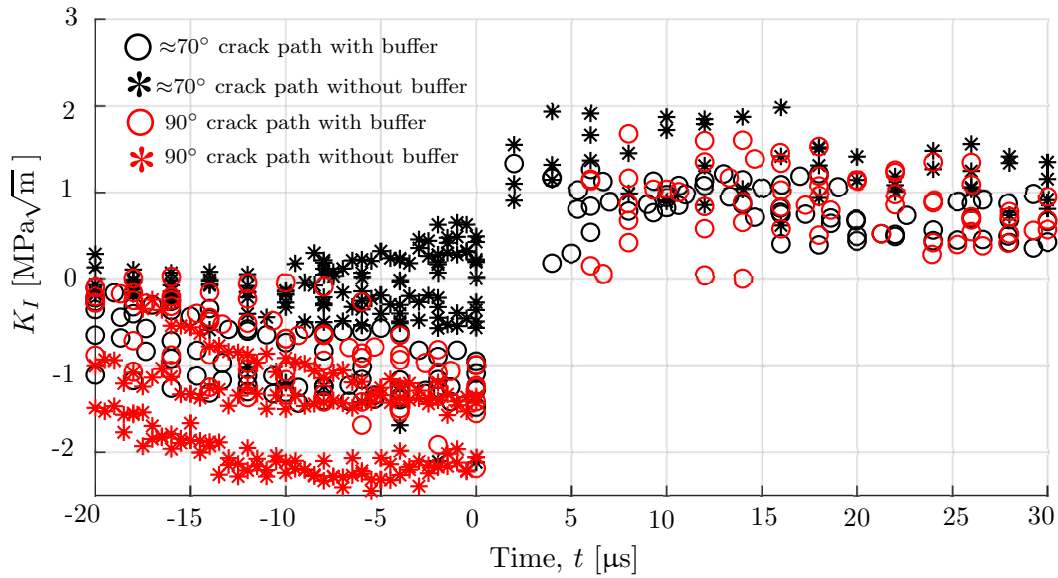 3
2
1
0
-1
-2
K_I [MPa√m]
≈70° crack path with buffer
≈70° crack path without buffer
90° crack path with buffer
90° crack path without buffer
-20 -15 -10 -5 0 5 10 15 20 25 30
Time, t [μs]